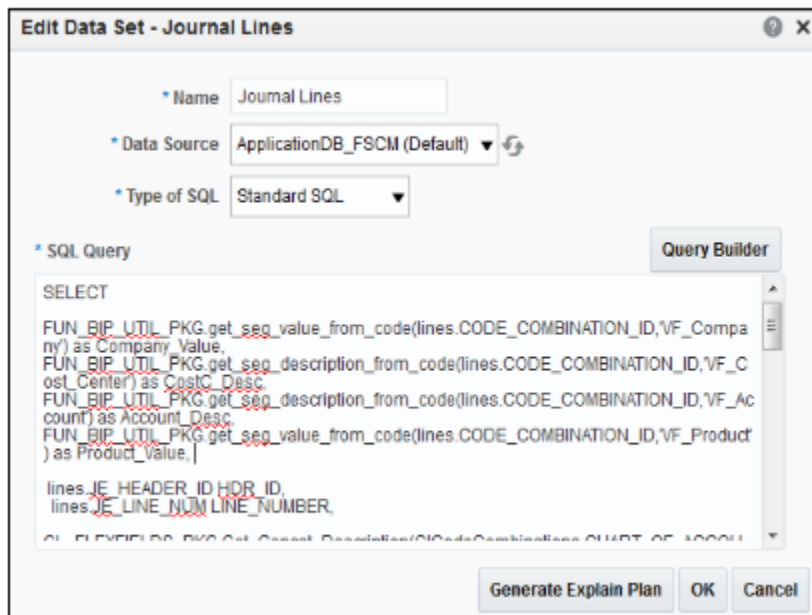 Edit Data Set - Journal Lines
* Name Journal Lines
* Data Source ApplicationDB_FSCM (Default)
* Type of SQL Standard SQL
* SQL Query
Query Builder
SELECT
FUN_BIP_UTIL_PKG.get_seg_value_from_code(lines.CODE_COMBINATION_ID,'VF_Compa
ny') as Company_Value,
FUN_BIP_UTIL_PKG.get_seg_description_from_code(lines.CODE_COMBINATION_ID,'VF_C
ost_Center') as CostC_Desc,
FUN_BIP_UTIL_PKG.get_seg_description_from_code(lines.CODE_COMBINATION_ID,'VF_Ac
count') as Account_Desc,
FUN_BIP_UTIL_PKG.get_seg_value_from_code(lines.CODE_COMBINATION_ID,'VF_Product'
) as Product_Value,
lines.JE_HEADER_ID HDR_ID,
lines.JE_LINE_NUM LINE_NUMBER,
Generate Explain Plan OK Cancel